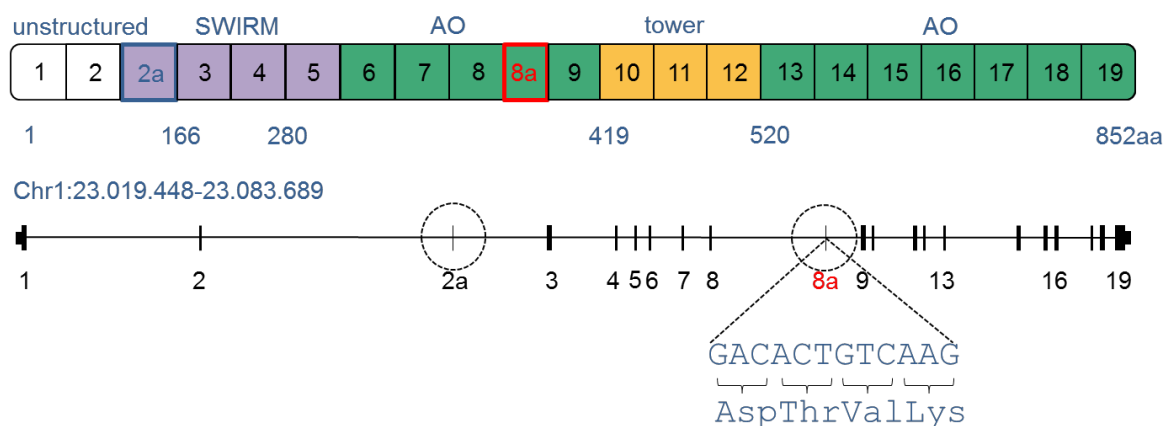 unstructured SWIRM AO tower AO
1 2 2a 3 4 5 6 7 8 8a 9 10 11 12 13 14 15 16 17 18 19
1 166 280 419 520 852aa
Chr1:23.019.448-23.083.689
1 2 2a 3 4 5 6 7 8 8a 9 13 16 19
GACACTGTCAAG
AspThrValLys